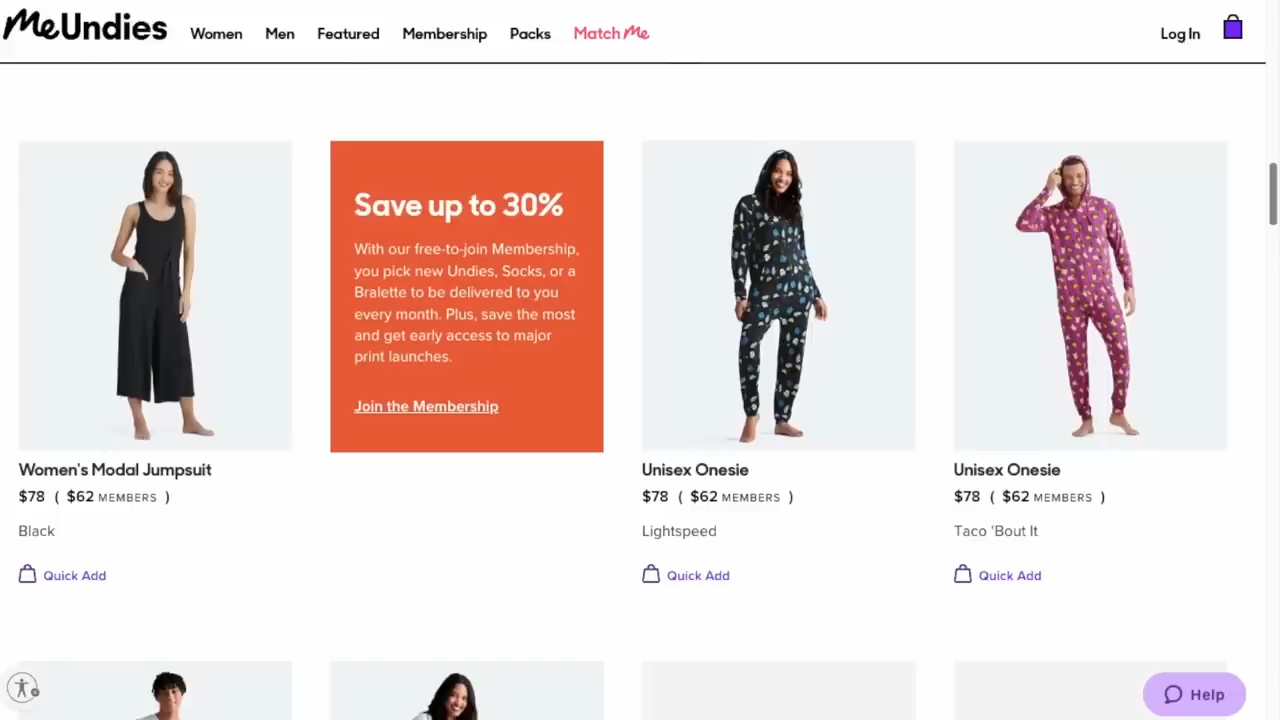 MeUndies
Women
Men
Featured
Membership
Packs
Match Me
Log In
Save up to 30%
With our free-to-join Membership,
you pick new Undies, Socks, or a
Bralette to be delivered to you
every month. Plus, save the most
and get early access to major
print launches.
Join the Membership
Women's Modal Jumpsuit
$78 ( $62 MEMBERS )
Black
Quick Add
Unisex Onesie
$78 ( $62 MEMBERS )
Lightspeed
Quick Add
Unisex Onesie
$78 ( $62 MEMBERS )
Taco 'Bout It
Quick Add
Help